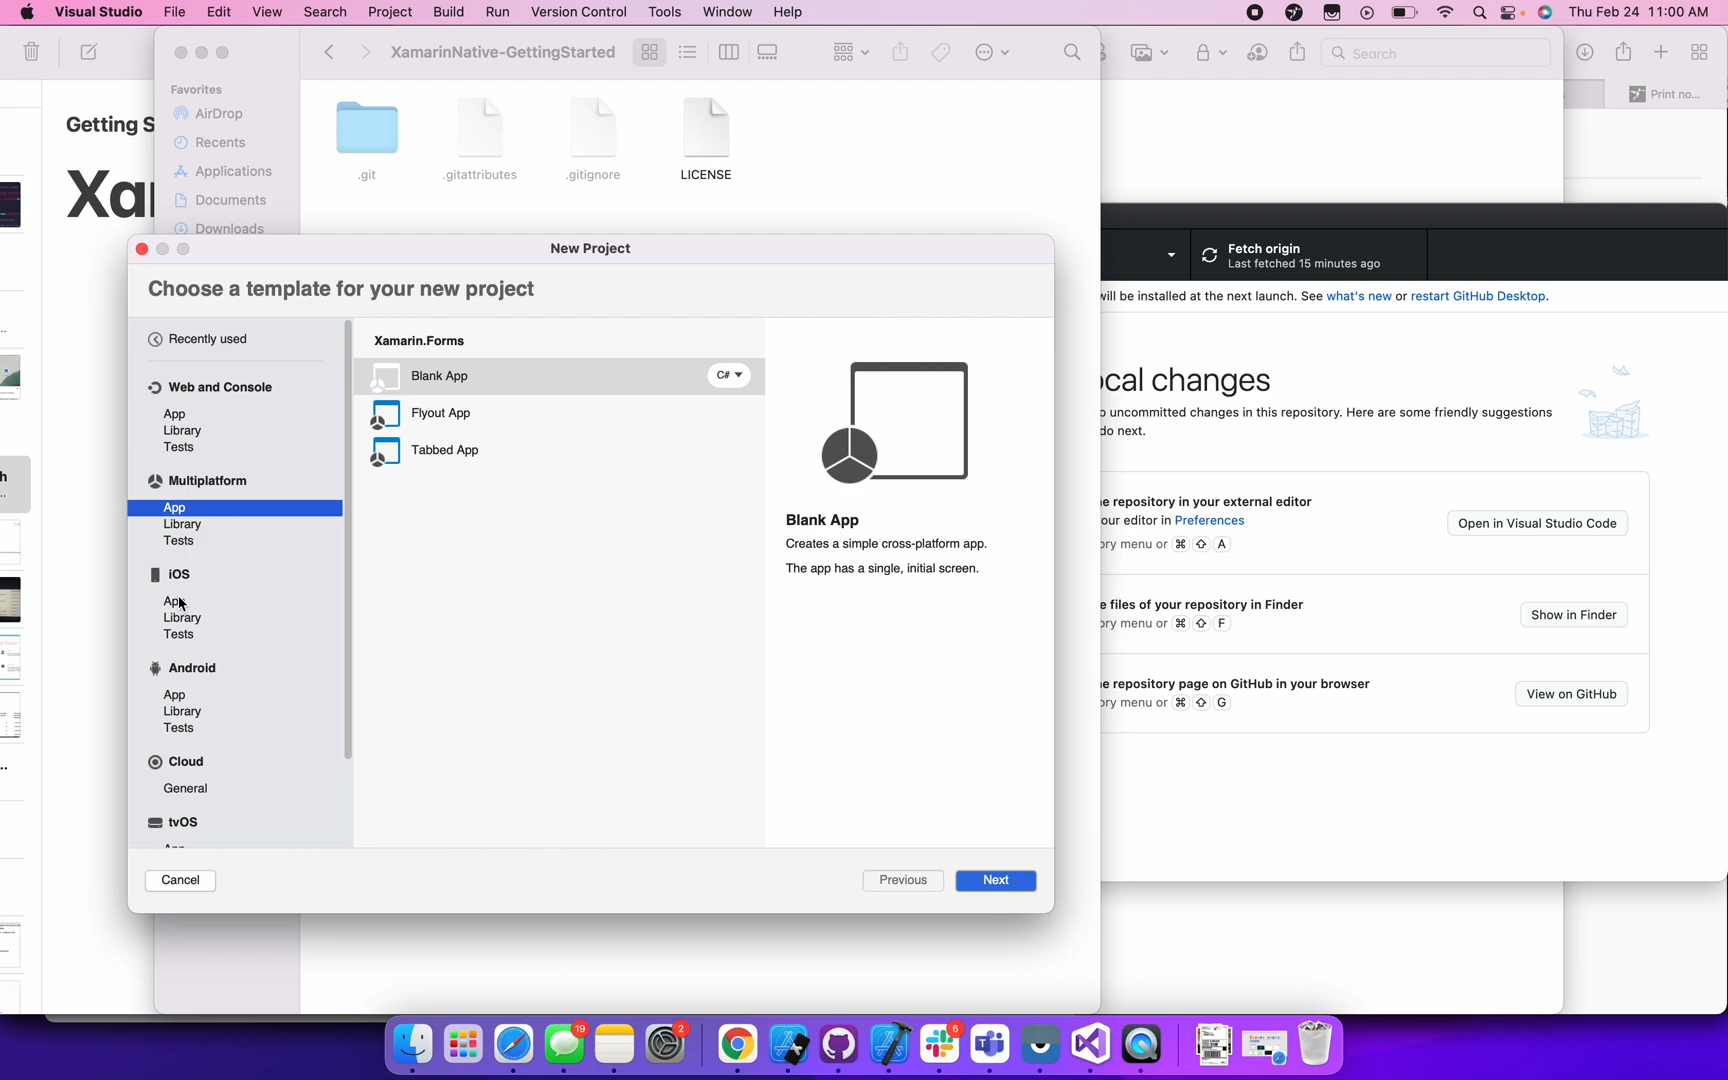 Visual Studio File Edit View Search Project Build Run Version Control Tools Window Help Thu Feb 24 11:00 AM
XamarinNative-GettingStarted Search
Print no...
Favorites
AirDrop
Recents
Applications
Documents
Downloads
.git .gitattributes .gitignore LICENSE
Getting S
Xa
New Project
Choose a template for your new project
Recently used
Web and Console
App
Library
Tests
Multiplatform
App
Library
Tests
iOS
App
Library
Tests
Android
App
Library
Tests
Cloud
General
tvOS
Xamarin.Forms
Blank App C#
Flyout App
Tabbed App
Blank App
Creates a simple cross-platform app.
The app has a single, initial screen.
Cancel Previous Next
Fetch origin
Last fetched 15 minutes ago
will be installed at the next launch. See what's new or restart GitHub Desktop.
ocal changes
uncommitted changes in this repository. Here are some friendly suggestions
do next.
e repository in your external editor
our editor in Preferences
ory menu or ⌘ ⇧ A
Open in Visual Studio Code
e files of your repository in Finder
ory menu or ⌘ ⇧ F
Show in Finder
e repository page on GitHub in your browser
ory menu or ⌘ ⇧ G
View on GitHub
19 2 6